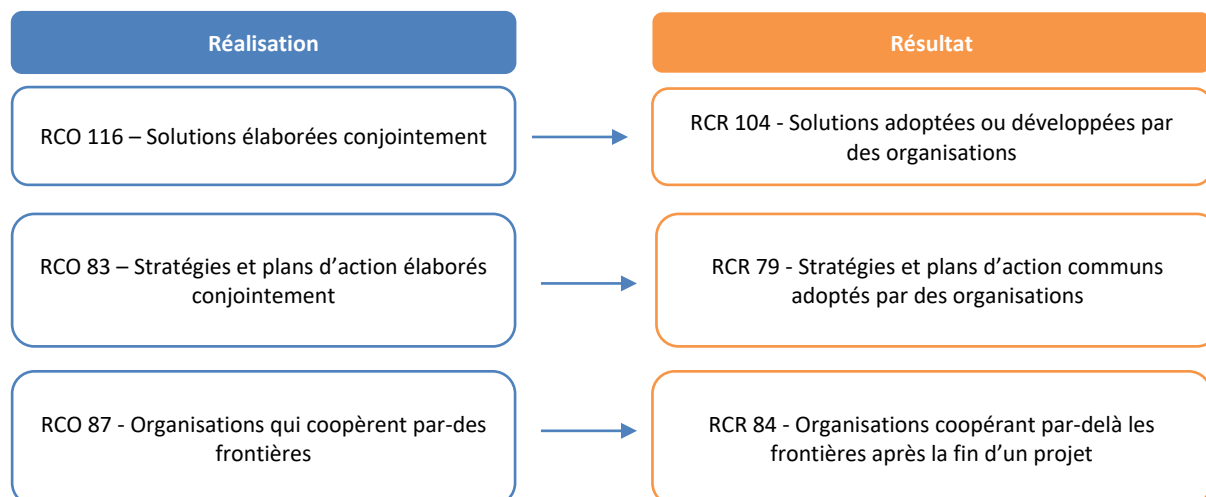 Réalisation
Résultat
RCO 116 – Solutions élaborées conjointement
RCR 104 - Solutions adoptées ou développées par
des organisations
RCO 83 – Stratégies et plans d’action élaborés
conjointement
RCR 79 - Stratégies et plans d’action communs
adoptés par des organisations
RCO 87 - Organisations qui coopèrent par-des
frontières
RCR 84 - Organisations coopérant par-delà les
frontières après la fin d’un projet